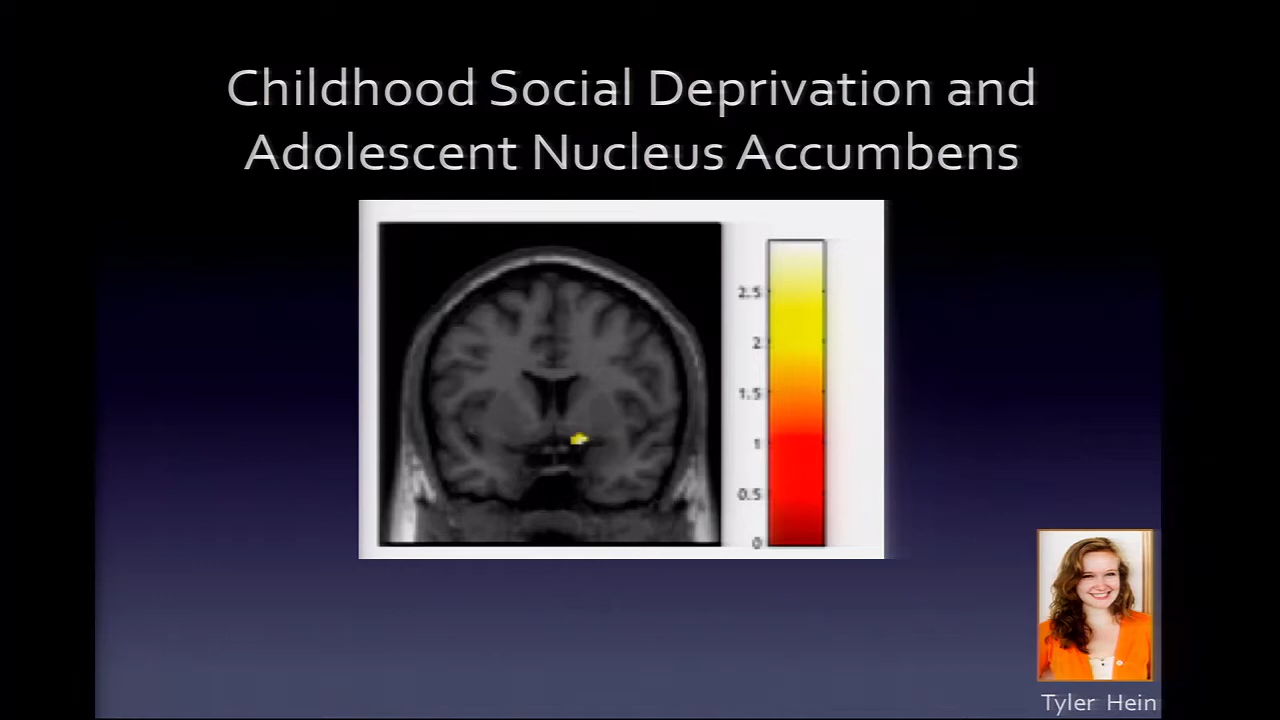 Childhood Social Deprivation and
Adolescent Nucleus Accumbens
2.5
2
1.5
1
0.5
0
Tyler Hein